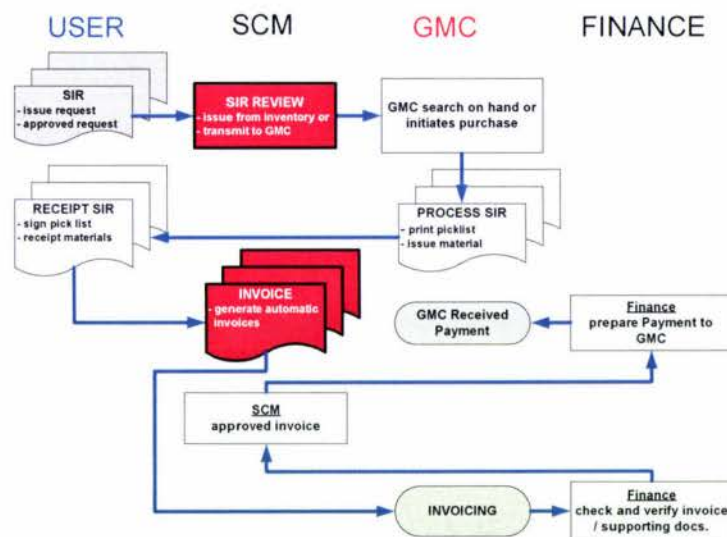 USER
SCM
GMC
FINANCE
SIR
- issue request
- approved request
SIR REVIEW
- issue from inventory or
- transmit to GMC
GMC search on hand or
initiates purchase
RECEIPT SIR
- sign pick list
- receipt materials
PROCESS SIR
- print picklist
- issue material
INVOICE
- generate automatic
invoices
GMC Received
Payment
Finance
prepare Payment to
GMC
SCM
approved invoice
INVOICING
Finance
check and verify invoice
/ supporting docs.